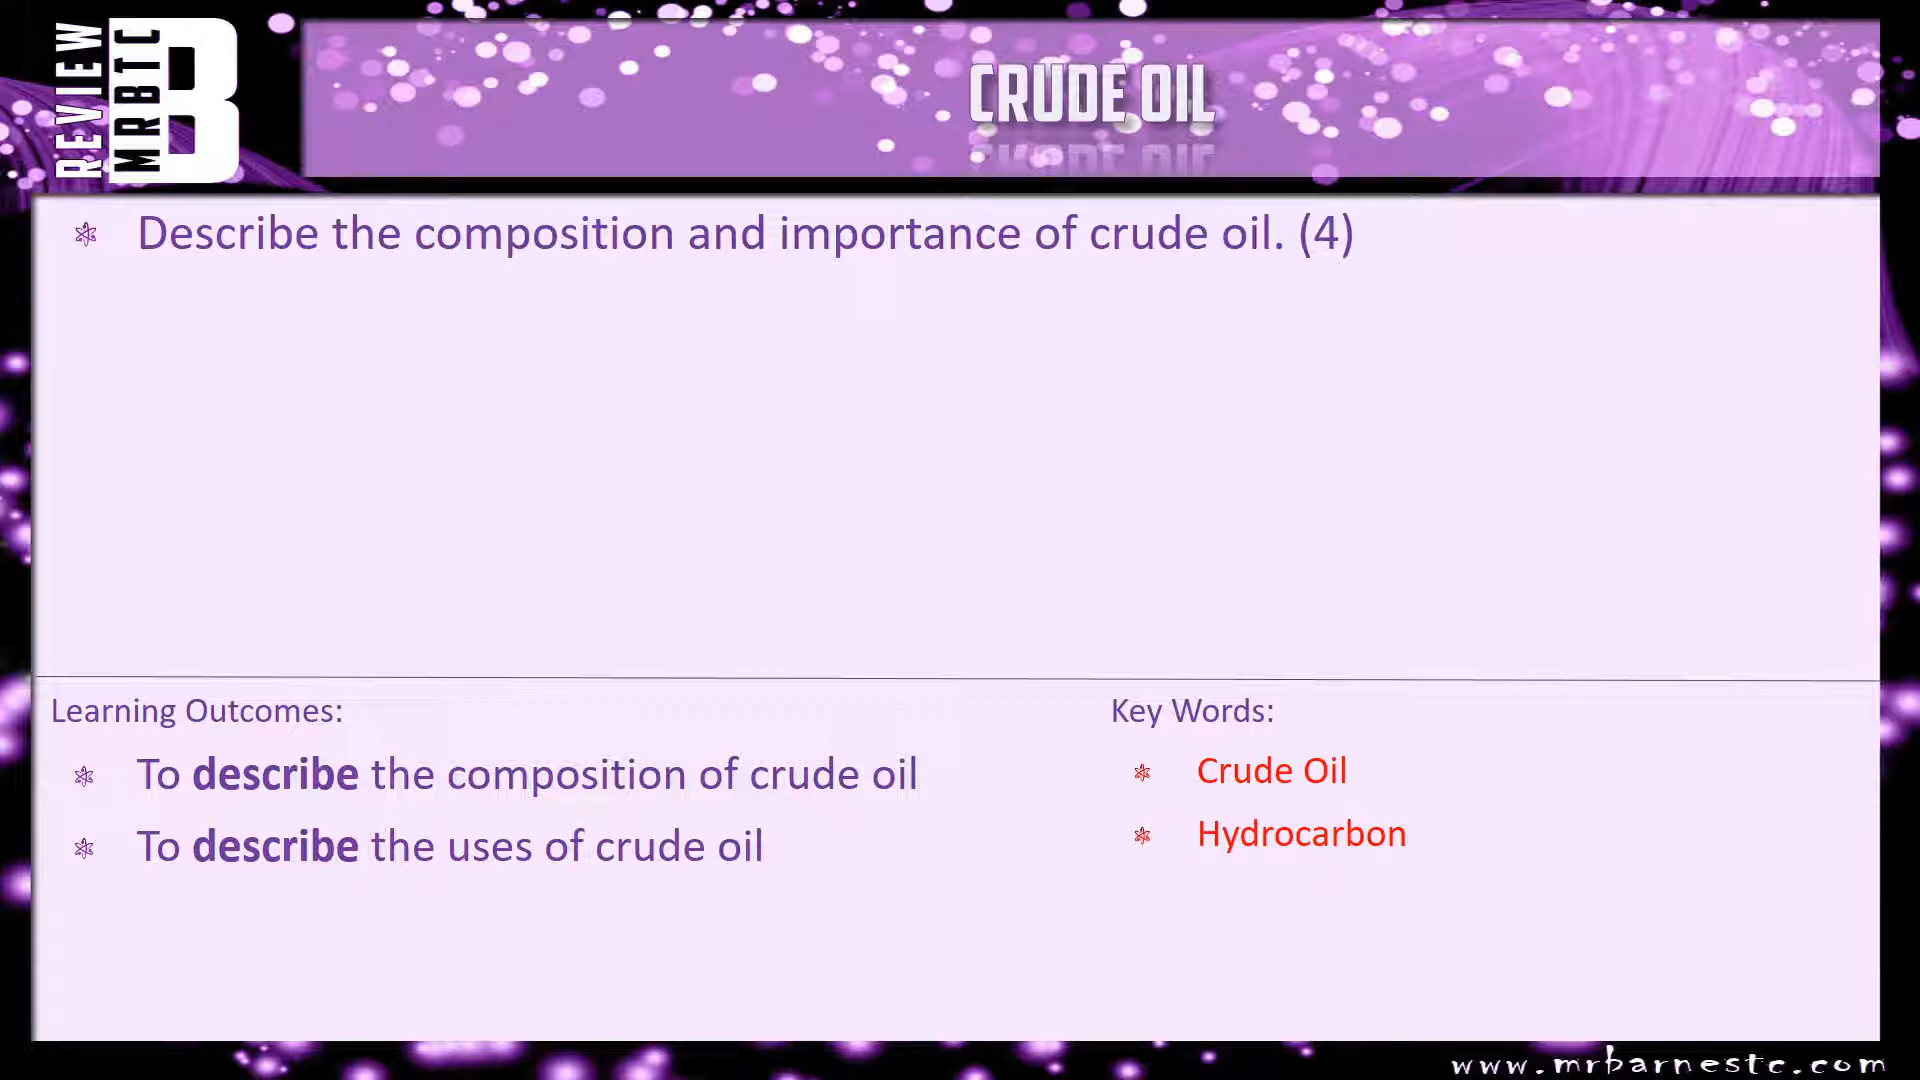 REVIEW
MRBTC
B
CRUDE OIL
Describe the composition and importance of crude oil. (4)
Learning Outcomes:
To describe the composition of crude oil
To describe the uses of crude oil
Key Words:
Crude Oil
Hydrocarbon
www.mrbarnestc.com